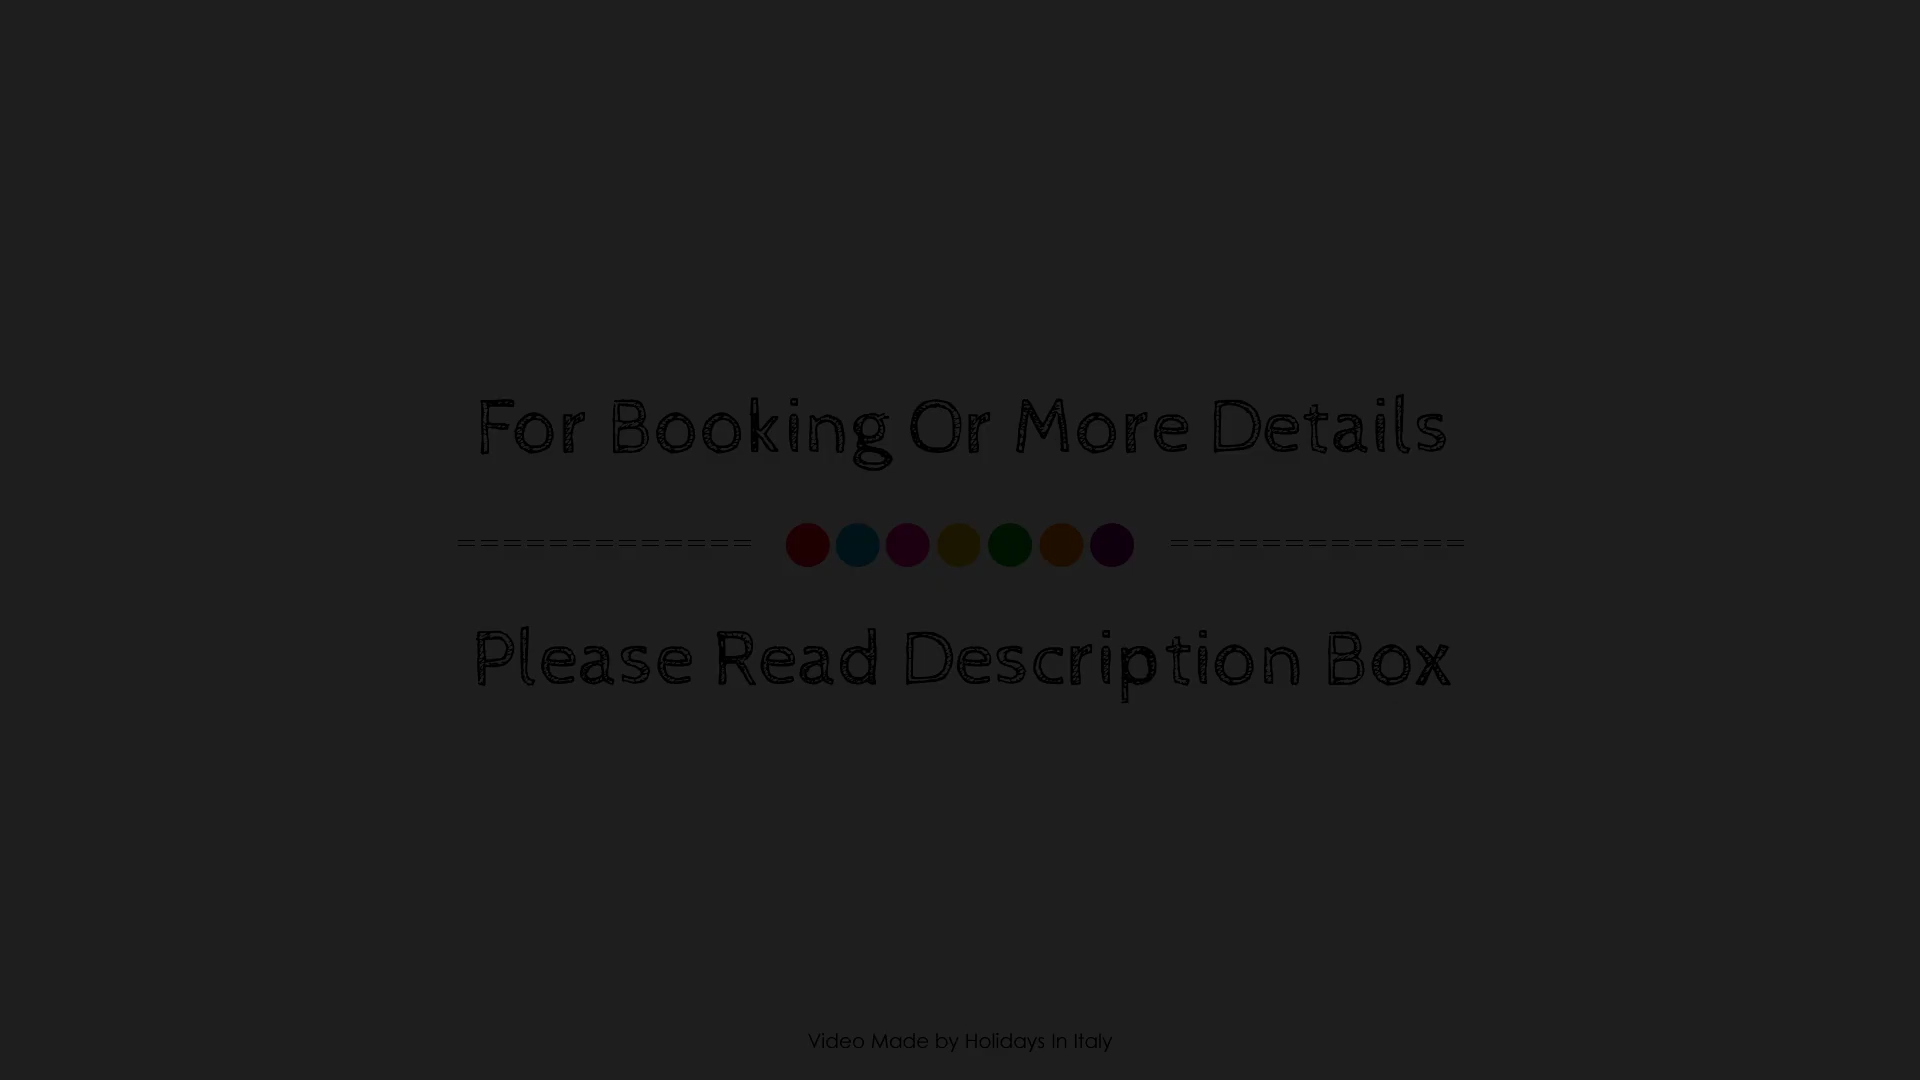 For Booking Or More Details
============= =============
Please Read Description Box
Video Made by Holidays In Italy